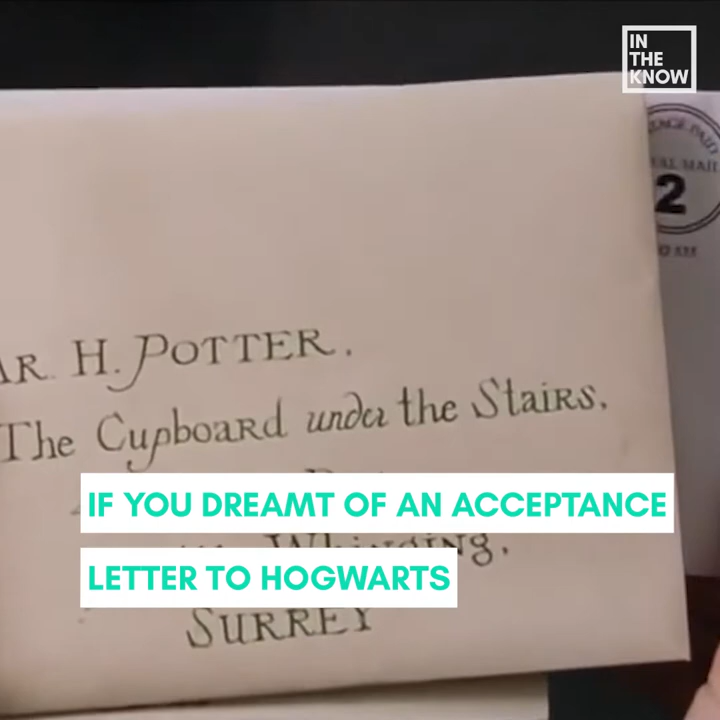 IN
THE
KNOW
2
H. POTTER.
The Cupboard under the Stairs,
IF YOU DREAMT OF AN ACCEPTANCE
LETTER TO HOGWARTS
SURREY